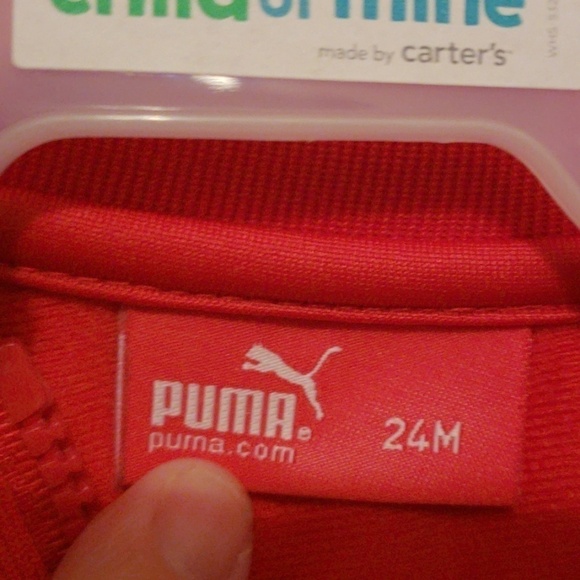 child of mine
made by carter's
PUMA
puma.com
24M